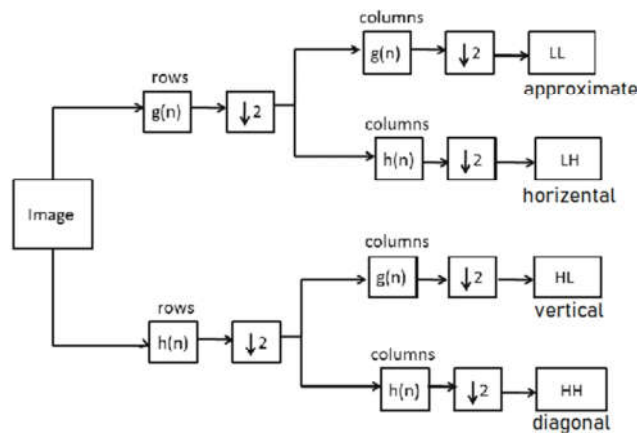 columns
g(n) ↓2 LL
approximate
rows
g(n) ↓2
columns
h(n) ↓2 LH
horizental
Image
columns
g(n) ↓2 HL
vertical
rows
h(n) ↓2
columns
h(n) ↓2 HH
diagonal